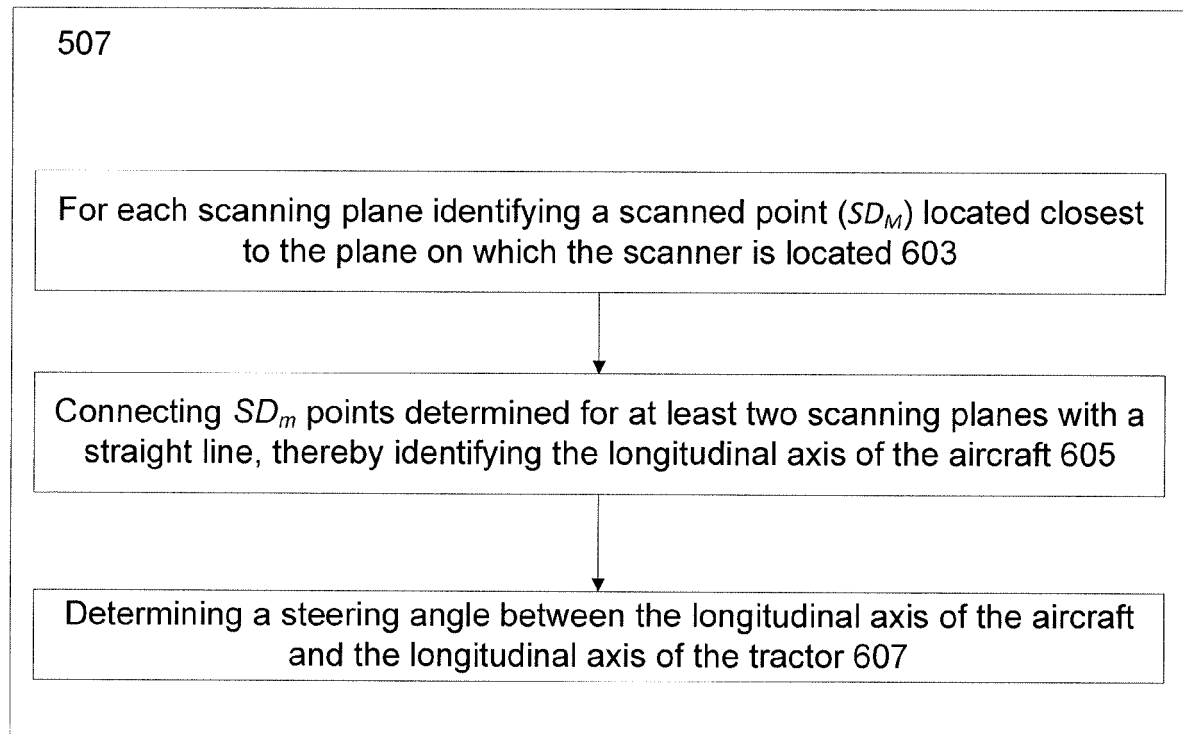 507
For each scanning plane identifying a scanned point (SD_M) located closest
to the plane on which the scanner is located 603
Connecting SD_m points determined for at least two scanning planes with a
straight line, thereby identifying the longitudinal axis of the aircraft 605
Determining a steering angle between the longitudinal axis of the aircraft
and the longitudinal axis of the tractor 607